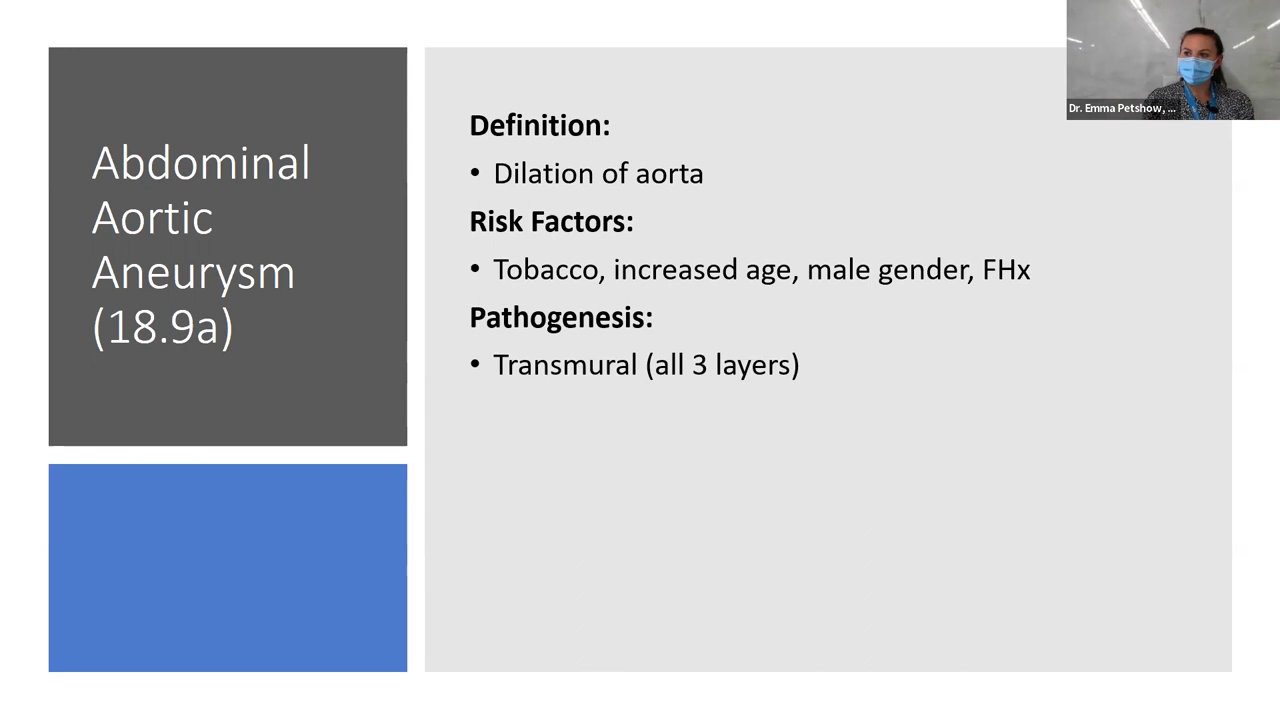 Abdominal
Aortic
Aneurysm
(18.9a)
Definition:
• Dilation of aorta
Risk Factors:
• Tobacco, increased age, male gender, FHx
Pathogenesis:
• Transmural (all 3 layers)
Dr. Emma Petshow, ...